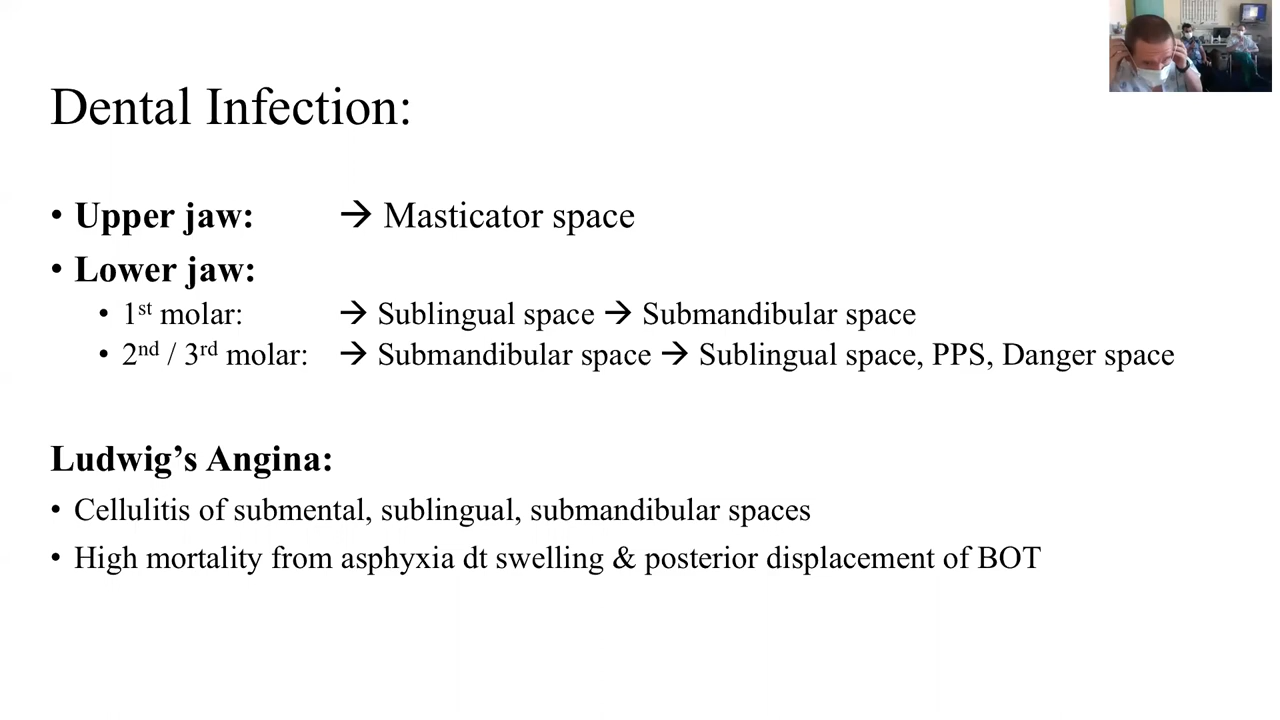 Dental Infection:
• Upper jaw: → Masticator space
• Lower jaw:
• 1st molar: → Sublingual space → Submandibular space
• 2nd / 3rd molar: → Submandibular space → Sublingual space, PPS, Danger space
Ludwig’s Angina:
• Cellulitis of submental, sublingual, submandibular spaces
• High mortality from asphyxia dt swelling & posterior displacement of BOT